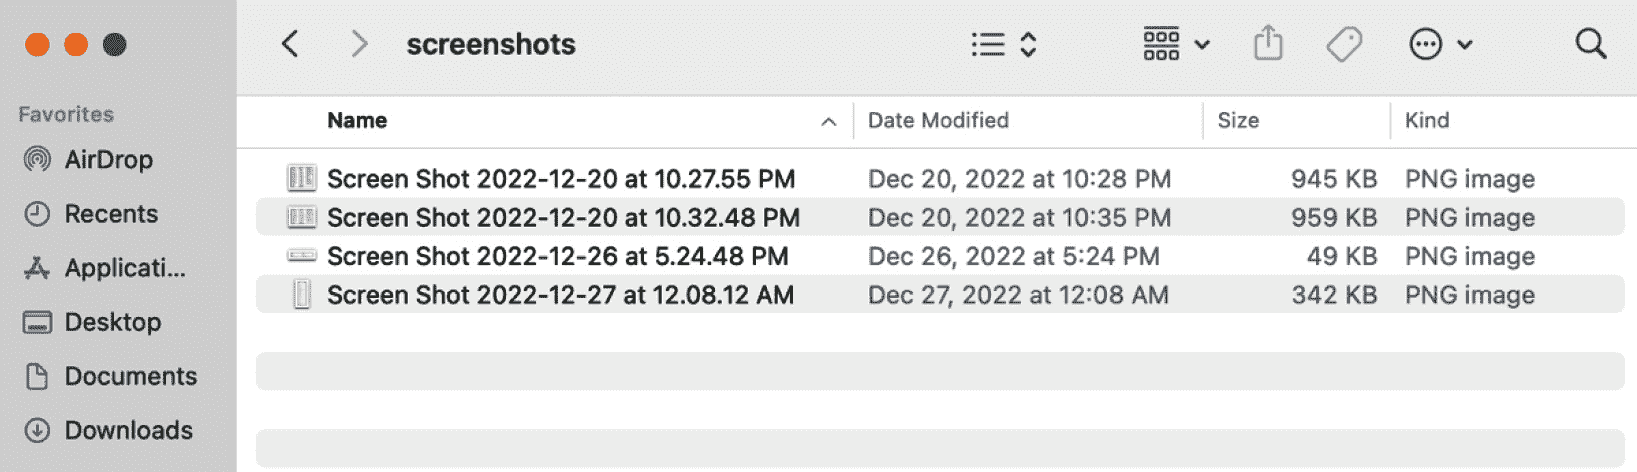 screenshots
Favorites
AirDrop
Recents
Applicati...
Desktop
Documents
Downloads
Name Date Modified Size Kind
Screen Shot 2022-12-20 at 10.27.55 PM Dec 20, 2022 at 10:28 PM 945 KB PNG image
Screen Shot 2022-12-20 at 10.32.48 PM Dec 20, 2022 at 10:35 PM 959 KB PNG image
Screen Shot 2022-12-26 at 5.24.48 PM Dec 26, 2022 at 5:24 PM 49 KB PNG image
Screen Shot 2022-12-27 at 12.08.12 AM Dec 27, 2022 at 12:08 AM 342 KB PNG image